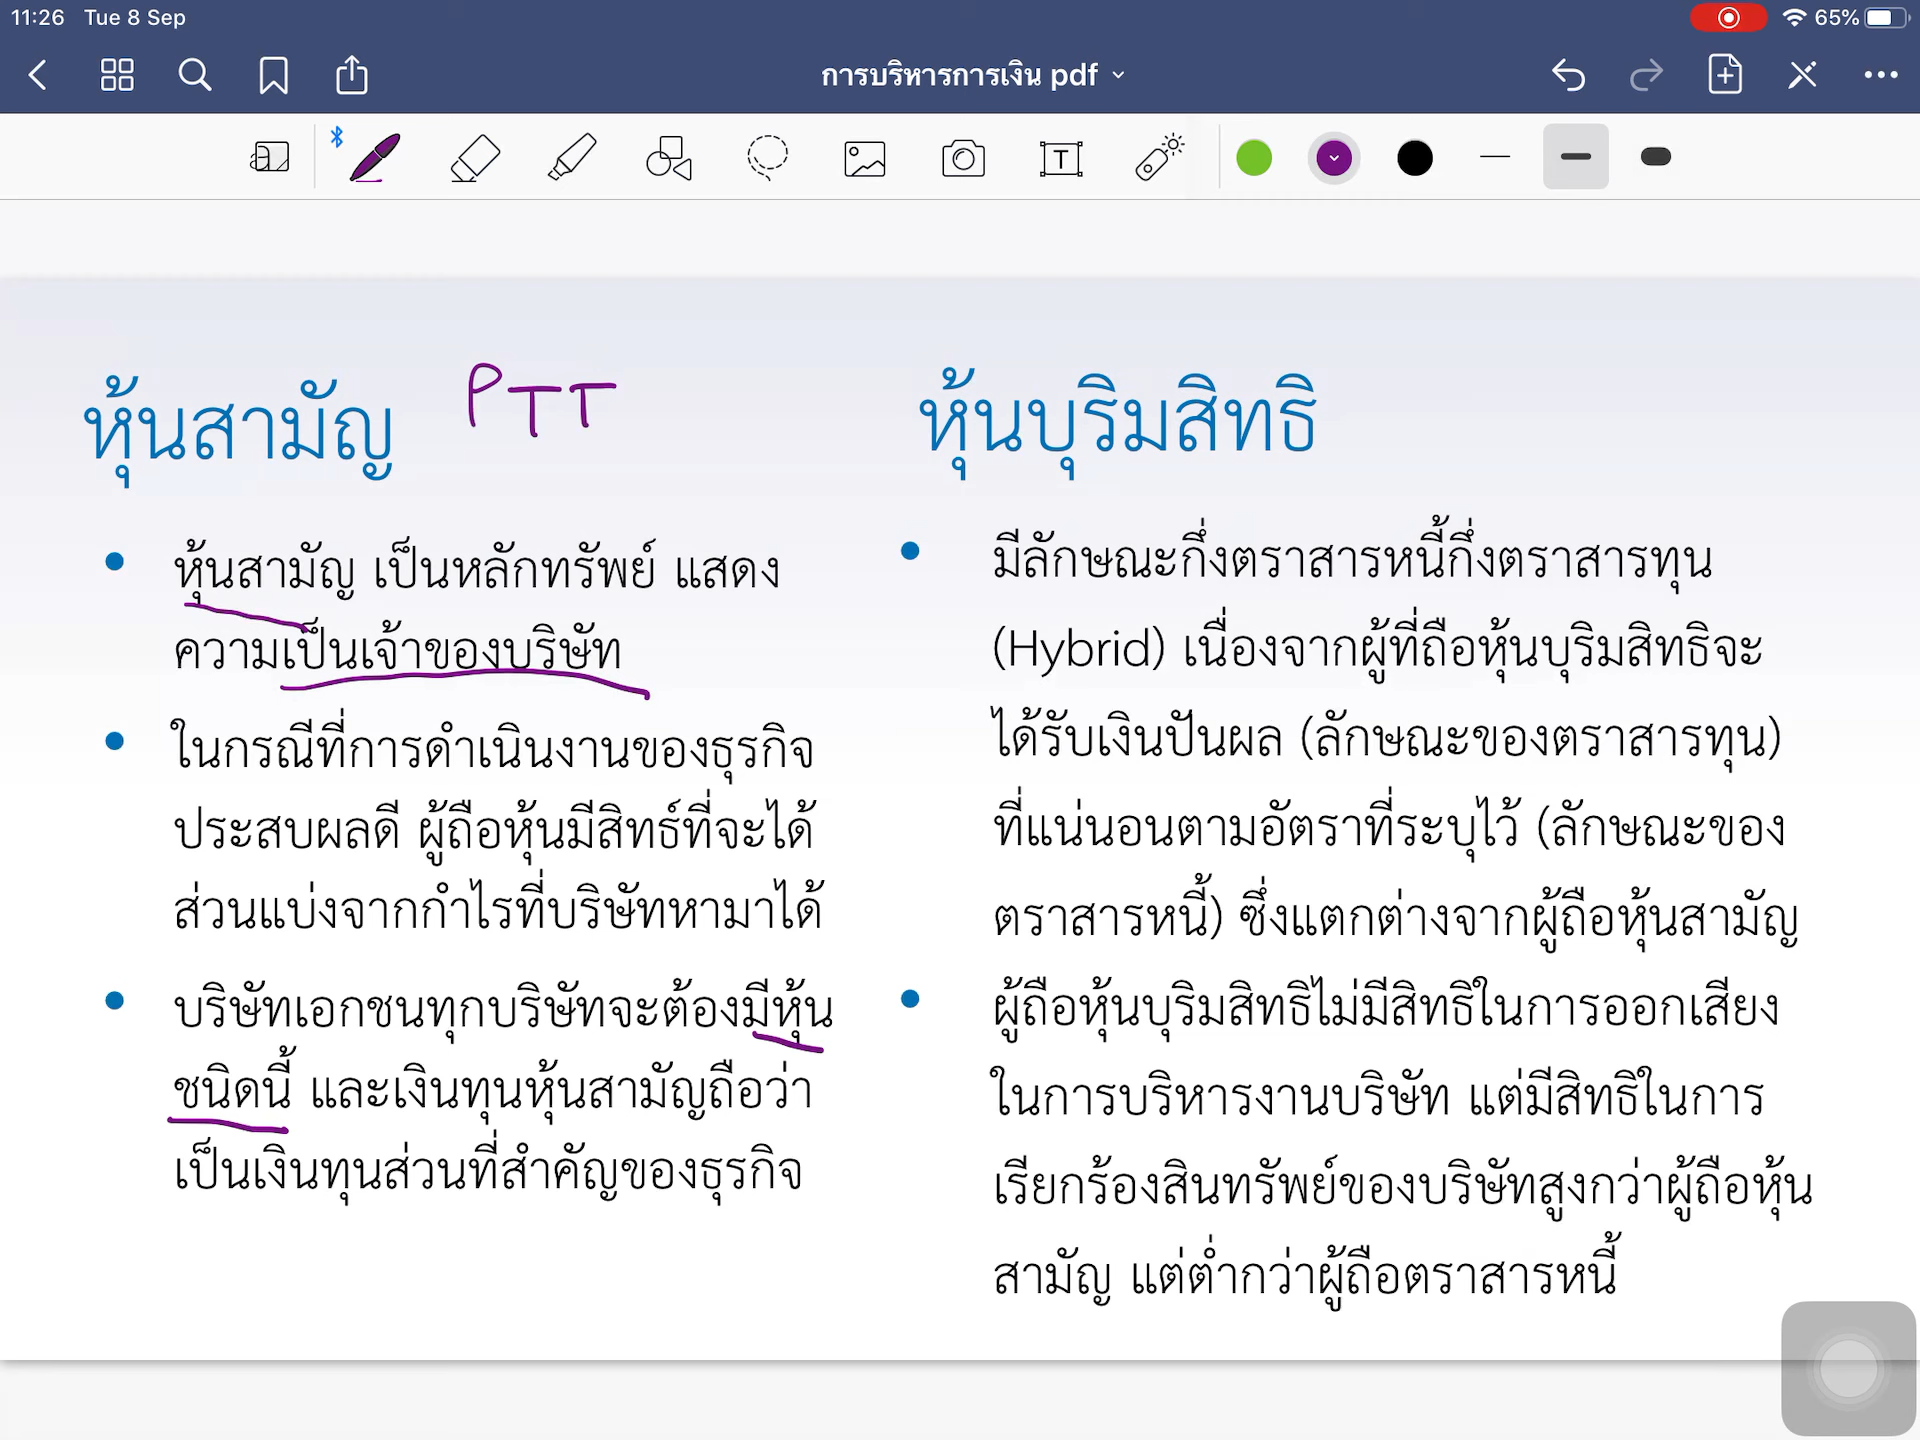 11:26 Tue 8 Sep
65%
การบริหารการเงิน pdf
T
หุ้นสามัญ
PTT
หุ้นสามัญ เป็นหลักทรัพย์ แสดง
ความเป็นเจ้าของบริษัท
ในกรณีที่การดำเนินงานของธุรกิจ
ประสบผลดี ผู้ถือหุ้นมีสิทธ์ที่จะได้
ส่วนแบ่งจากกำไรที่บริษัทหามาได้
บริษัทเอกชนทุกบริษัทจะต้องมีหุ้น
ชนิดนี้ และเงินทุนหุ้นสามัญถือว่า
เป็นเงินทุนส่วนที่สำคัญของธุรกิจ
หุ้นบุริมสิทธิ
มีลักษณะกึ่งตราสารหนี้กึ่งตราสารทุน
(Hybrid) เนื่องจากผู้ที่ถือหุ้นบุริมสิทธิจะ
ได้รับเงินปันผล (ลักษณะของตราสารทุน)
ที่แน่นอนตามอัตราที่ระบุไว้ (ลักษณะของ
ตราสารหนี้) ซึ่งแตกต่างจากผู้ถือหุ้นสามัญ
ผู้ถือหุ้นบุริมสิทธิไม่มีสิทธิในการออกเสียง
ในการบริหารงานบริษัท แต่มีสิทธิในการ
เรียกร้องสินทรัพย์ของบริษัทสูงกว่าผู้ถือหุ้น
สามัญ แต่ต่ำกว่าผู้ถือตราสารหนี้